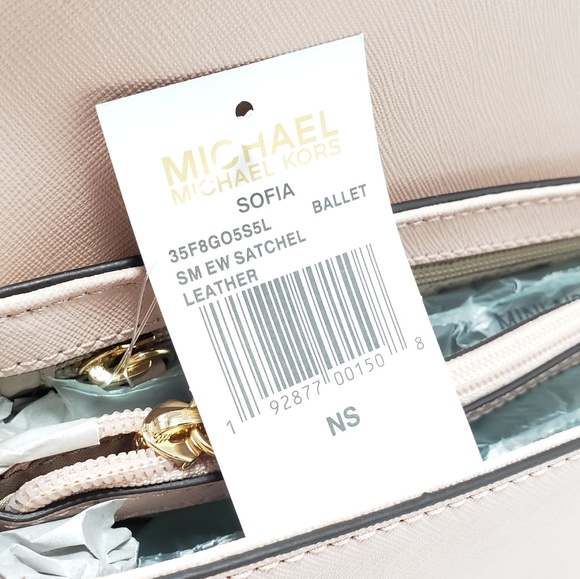 MICHAEL
MICHAEL KORS
SOFIA
35F8GO5S5L BALLET
SM EW SATCHEL
LEATHER
1 92877 00150 8
NS